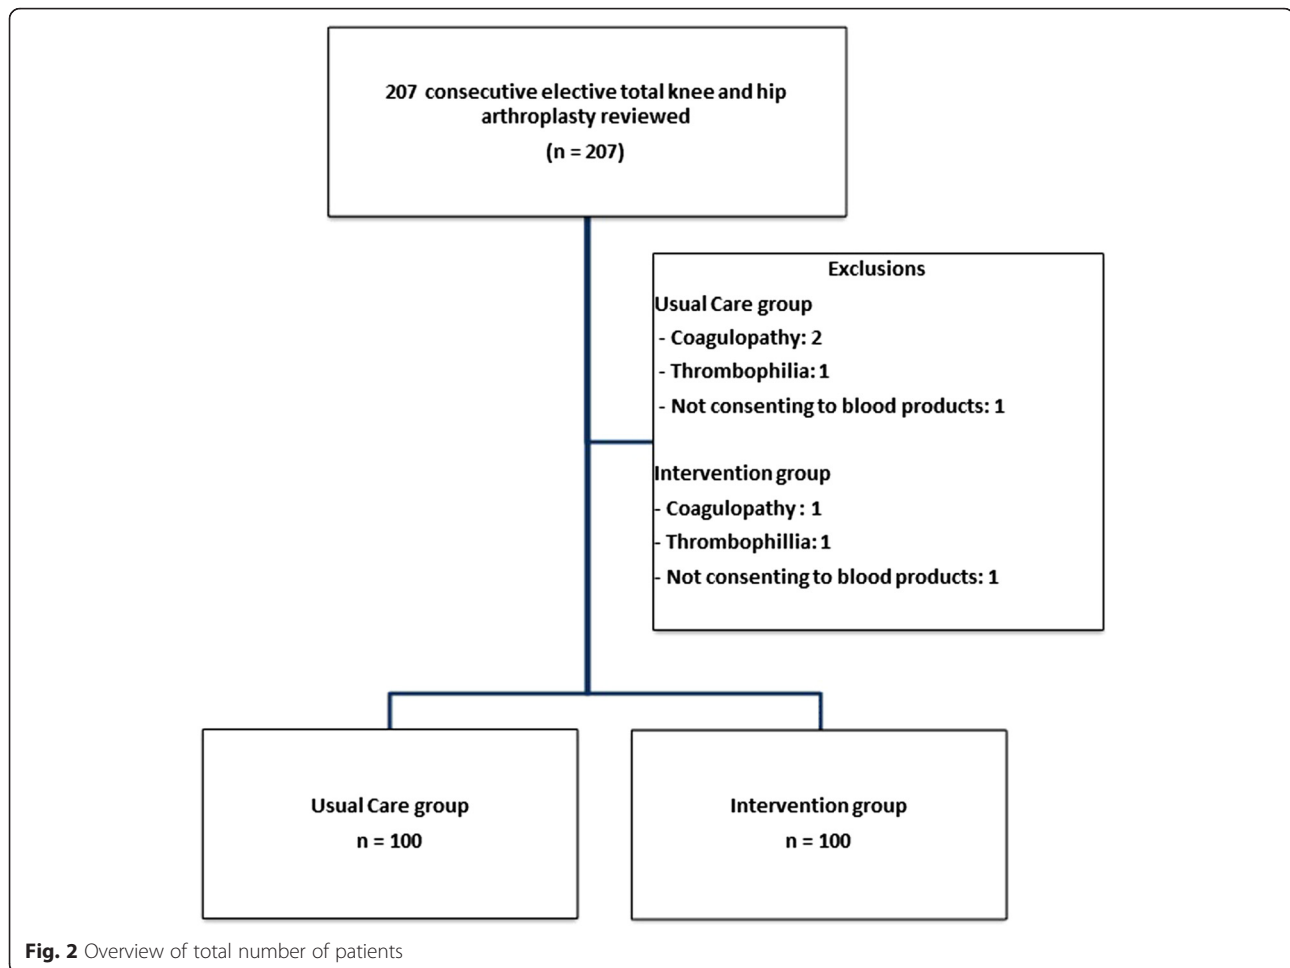 207 consecutive elective total knee and hip
arthroplasty reviewed
(n = 207)
Exclusions
Usual Care group
- Coagulopathy: 2
- Thrombophilia: 1
- Not consenting to blood products: 1
Intervention group
- Coagulopathy : 1
- Thrombophillia: 1
- Not consenting to blood products: 1
Usual Care group
n = 100
Intervention group
n = 100
Fig. 2 Overview of total number of patients